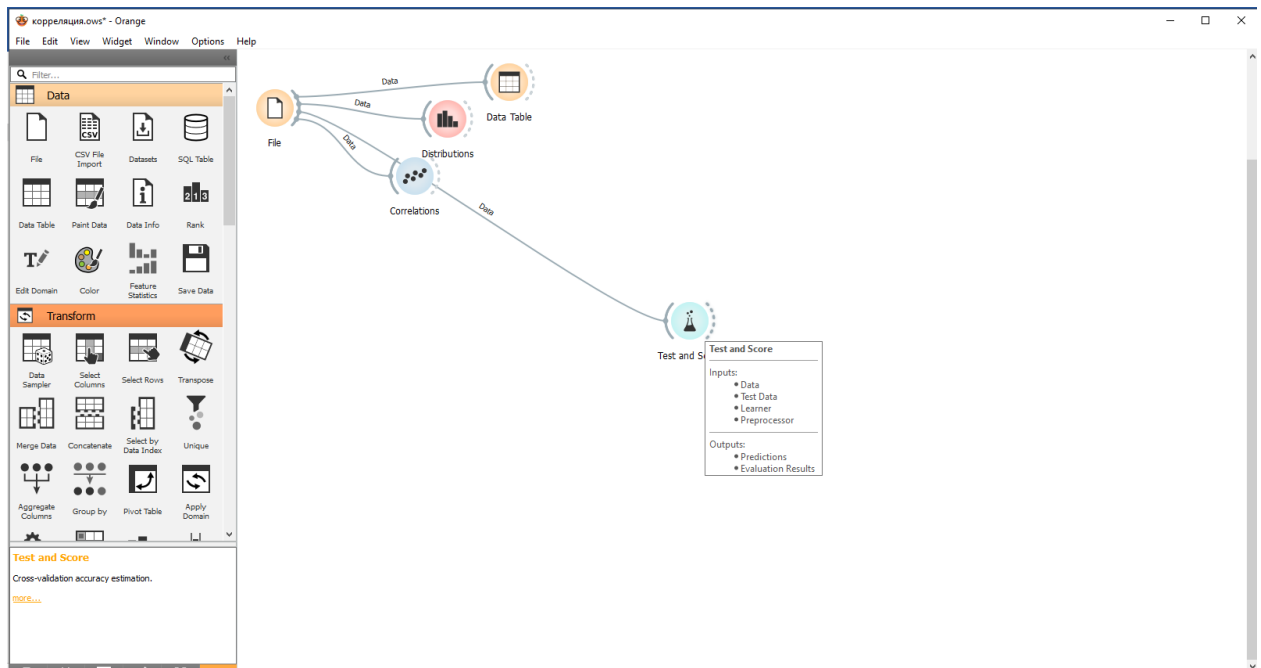 корреляция.ows* - Orange
File Edit View Widget Window Options Help
Filter...
Data
File
CSV File Import
Datasets
SQL Table
Data Table
Paint Data
Data Info
Rank
Edit Domain
Color
Feature Statistics
Save Data
Transform
Data Sampler
Select Columns
Select Rows
Transpose
Merge Data
Concatenate
Select by Data Index
Unique
Aggregate Columns
Group by
Pivot Table
Apply Domain
Test and Score
Cross-validation accuracy estimation.
more...
File
Data
Data
Data
Data
Data Table
Distributions
Correlations
Test and S
Test and Score
Inputs:
• Data
• Test Data
• Learner
• Preprocessor
Outputs:
• Predictions
• Evaluation Results